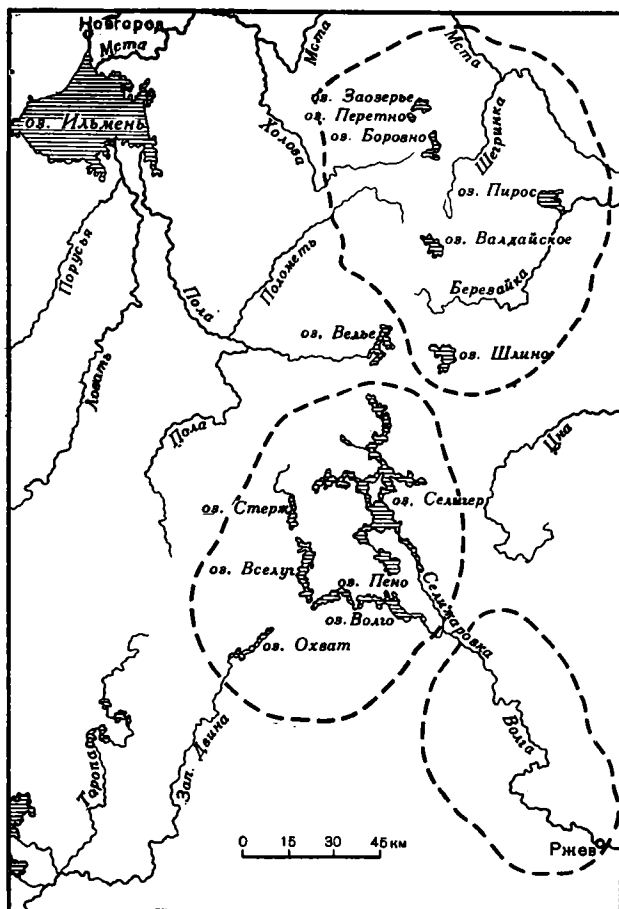 Новгород
Мста
Мста
Мста
оз. Ильмень
Холова
оз. Заозерье
оз. Перетно
оз. Боровно
Шегринка
оз. Пирос
оз. Валдайское
Березайка
Порусья
Ловать
Пола
Полометь
оз. Велье
оз. Шлино
Пола
Цна
оз. Стерж
оз. Селигер
оз. Вселуг
оз. Пено
Селижаровка
оз. Волго
оз. Охват
Волга
Торопа
Зап. Двина
0 15 30 45 км
Ржев